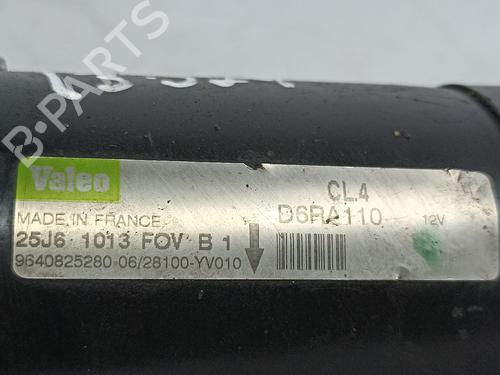 B-PARTS
Valeo
CL4
MADE IN FRANCE
D6RA110
12V
25J6 1013 FOV B 1
9640825280 06/28100-YV010